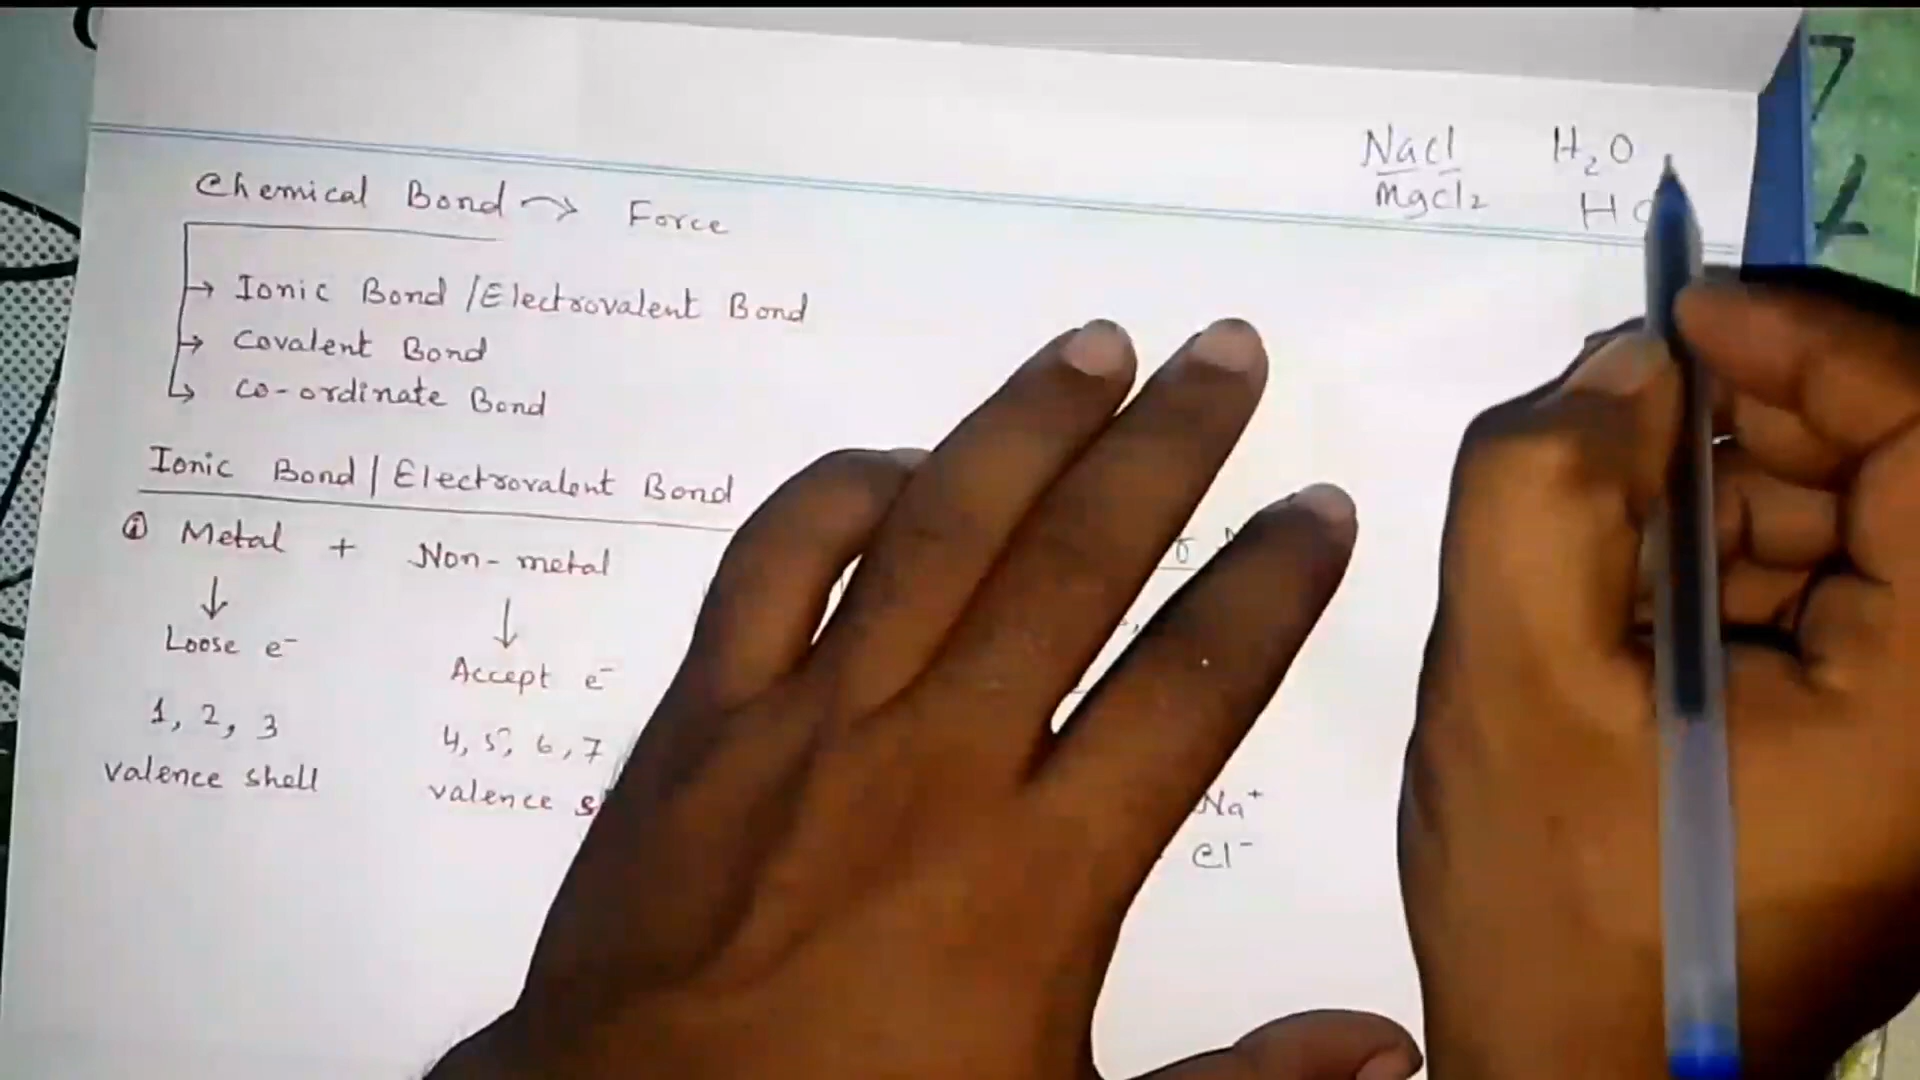 Nacl H2O
Mgcl2 H
Chemical Bond → Force
→ Ionic Bond /Electrovalent Bond
→ Covalent Bond
→ Co-ordinate Bond
Ionic Bond | Electrovalent Bond
① Metal + Non-metal
↓ ↓
Loose e⁻ Accept e⁻
1, 2, 3 4, 5, 6, 7
valence shell valence
Na⁺
Cl⁻